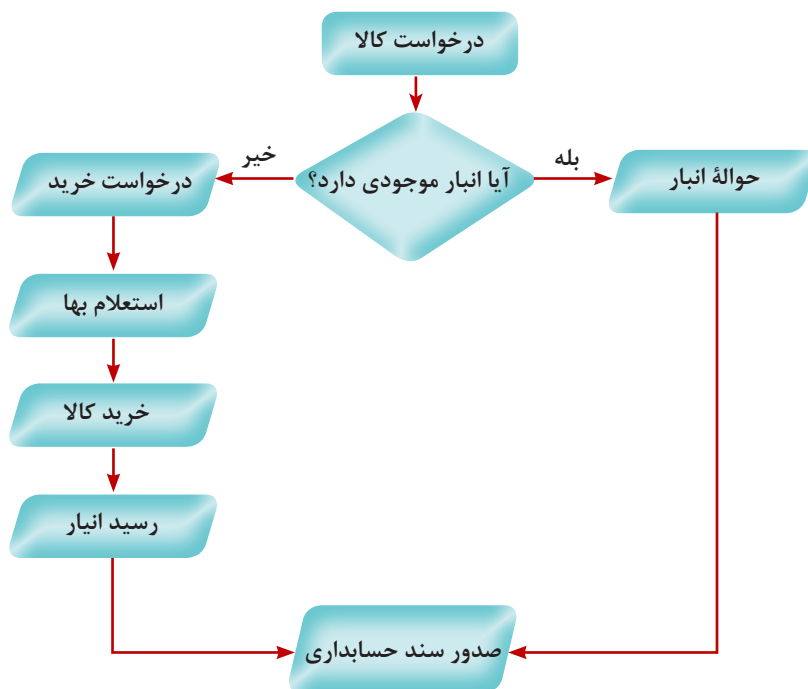 درخواست کالا
آیا انبار موجودی دارد؟
بله
حوالهٔ انبار
خیر
درخواست خرید
استعلام بها
خرید کالا
رسید انیار
صدور سند حسابداری